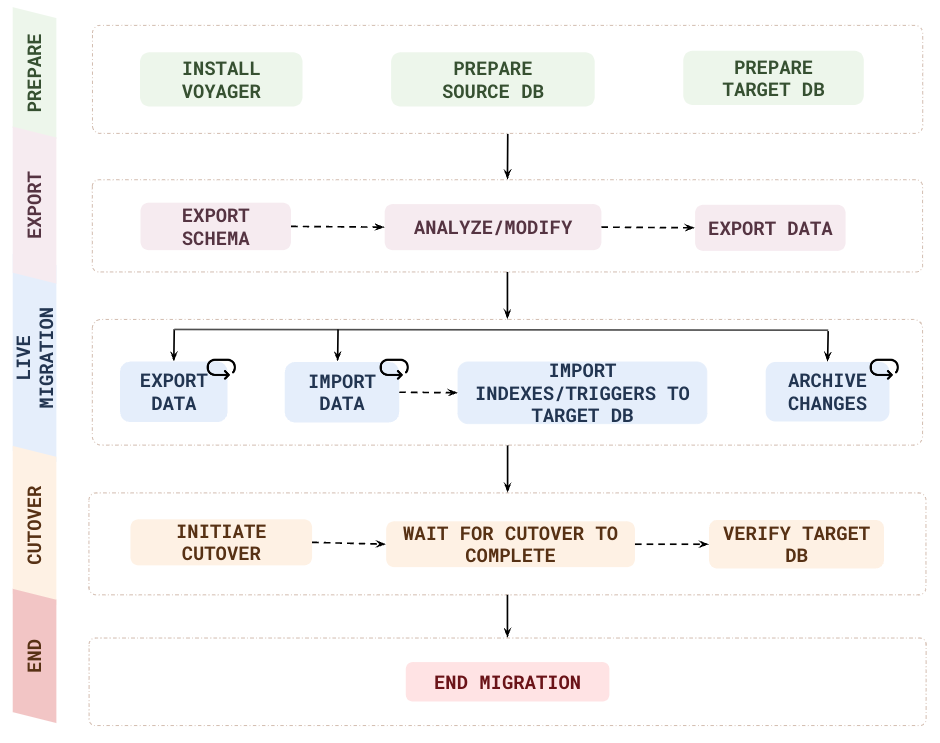 PREPARE
INSTALL
VOYAGER
PREPARE
SOURCE DB
PREPARE
TARGET DB
EXPORT
EXPORT
SCHEMA
ANALYZE/MODIFY
EXPORT DATA
LIVE
MIGRATION
EXPORT
DATA
IMPORT
DATA
IMPORT
INDEXES/TRIGGERS TO
TARGET DB
ARCHIVE
CHANGES
CUTOVER
INITIATE
CUTOVER
WAIT FOR CUTOVER TO
COMPLETE
VERIFY TARGET
DB
END
END MIGRATION